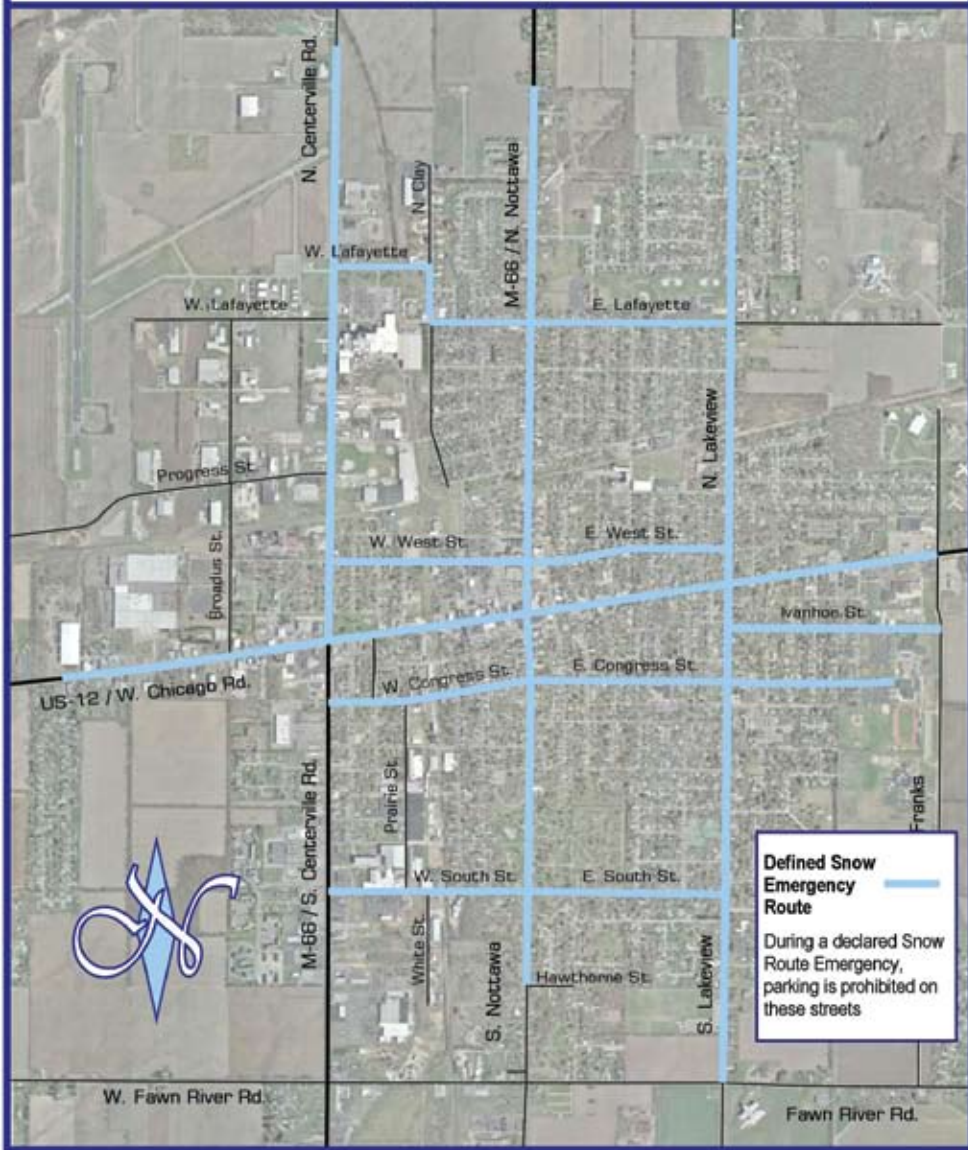 N. Centerville Rd.
N. Clay
M-66 / N. Nottawa
W. Lafayette
W. Lafayette
E. Lafayette
N. Lakeview
Progress St.
Broadus St.
W. West St.
E. West St.
Ivanhoe St.
US-12 / W. Chicago Rd.
W. Congress St.
E. Congress St.
M-66 / S. Centerville Rd.
Prairie St.
Franks
W. South St.
E. South St.
White St.
S. Nottawa
Hawthorne St.
S. Lakeview
Defined Snow
Emergency
Route
During a declared Snow
Route Emergency,
parking is prohibited on
these streets
N
W. Fawn River Rd.
Fawn River Rd.